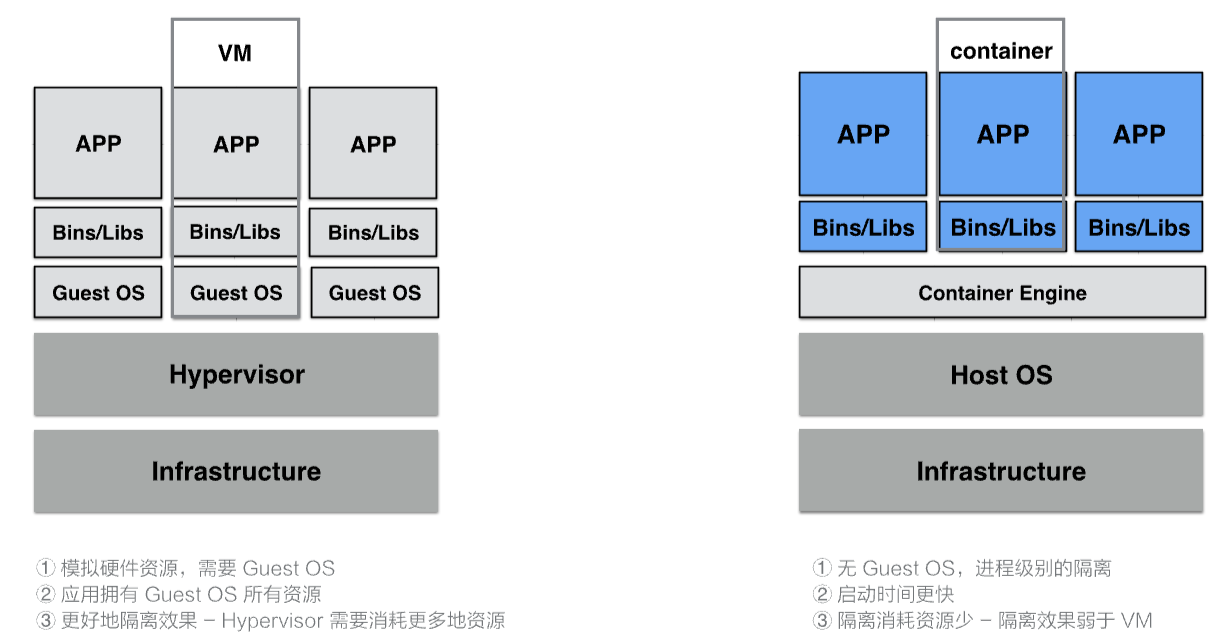 VM
APP APP APP
Bins/Libs Bins/Libs Bins/Libs
Guest OS Guest OS Guest OS
Hypervisor
Infrastructure
① 模拟硬件资源，需要 Guest OS
② 应用拥有 Guest OS 所有资源
③ 更好地隔离效果 – Hypervisor 需要消耗更多地资源
container
APP APP APP
Bins/Libs Bins/Libs Bins/Libs
Container Engine
Host OS
Infrastructure
① 无 Guest OS，进程级别的隔离
② 启动时间更快
③ 隔离消耗资源少 – 隔离效果弱于 VM